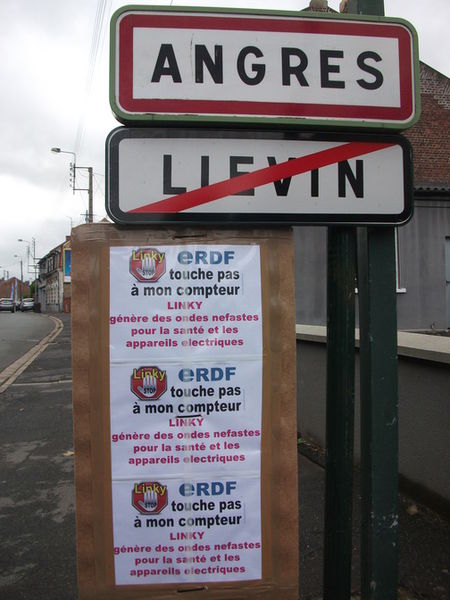 ANGRES
LIEVIN
Linky
STOP
eRDF
touche pas
à mon compteur
LINKY
génère des ondes nefastes
pour la santé et les
appareils electriques
Linky
STOP
eRDF
touche pas
à mon compteur
LINKY
génère des ondes nefastes
pour la santé et les
appareils electriques
Linky
STOP
eRDF
touche pas
à mon compteur
LINKY
génère des ondes nefastes
pour la santé et les
appareils electriques